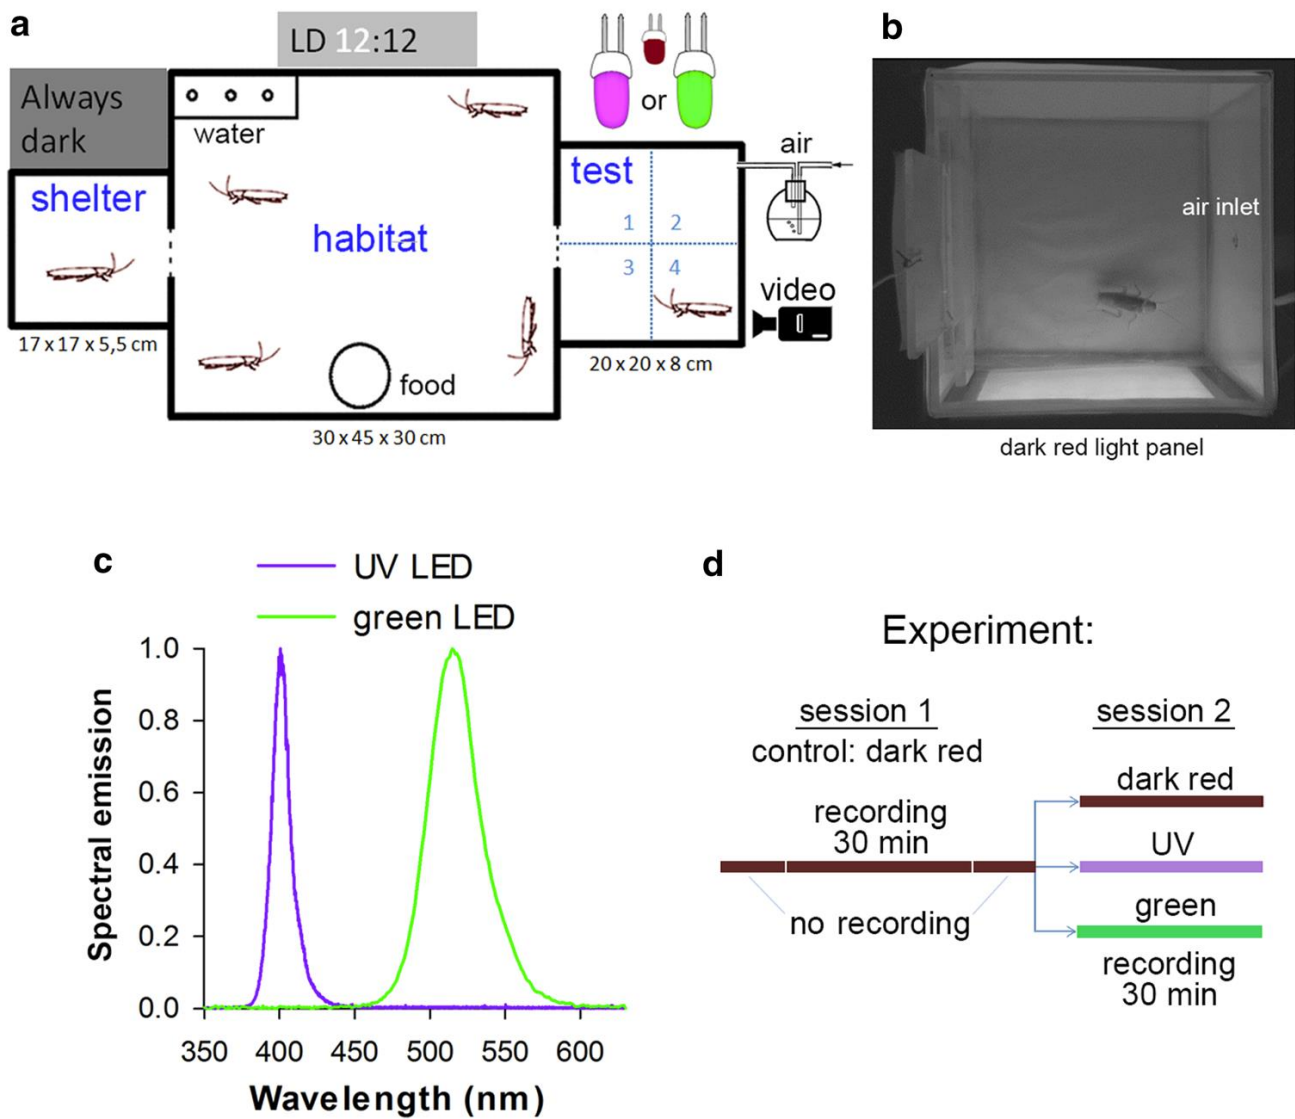 a
LD 12:12
Always
dark
water
shelter
habitat
food
17 x 17 x 5,5 cm
30 x 45 x 30 cm
or
test
1 2
3 4
air
video
20 x 20 x 8 cm
b
air inlet
dark red light panel
c
UV LED
green LED
Spectral emission
1.0
0.8
0.6
0.4
0.2
0.0
350 400 450 500 550 600
Wavelength (nm)
d
Experiment:
session 1
control: dark red
recording
30 min
no recording
session 2
dark red
UV
green
recording
30 min